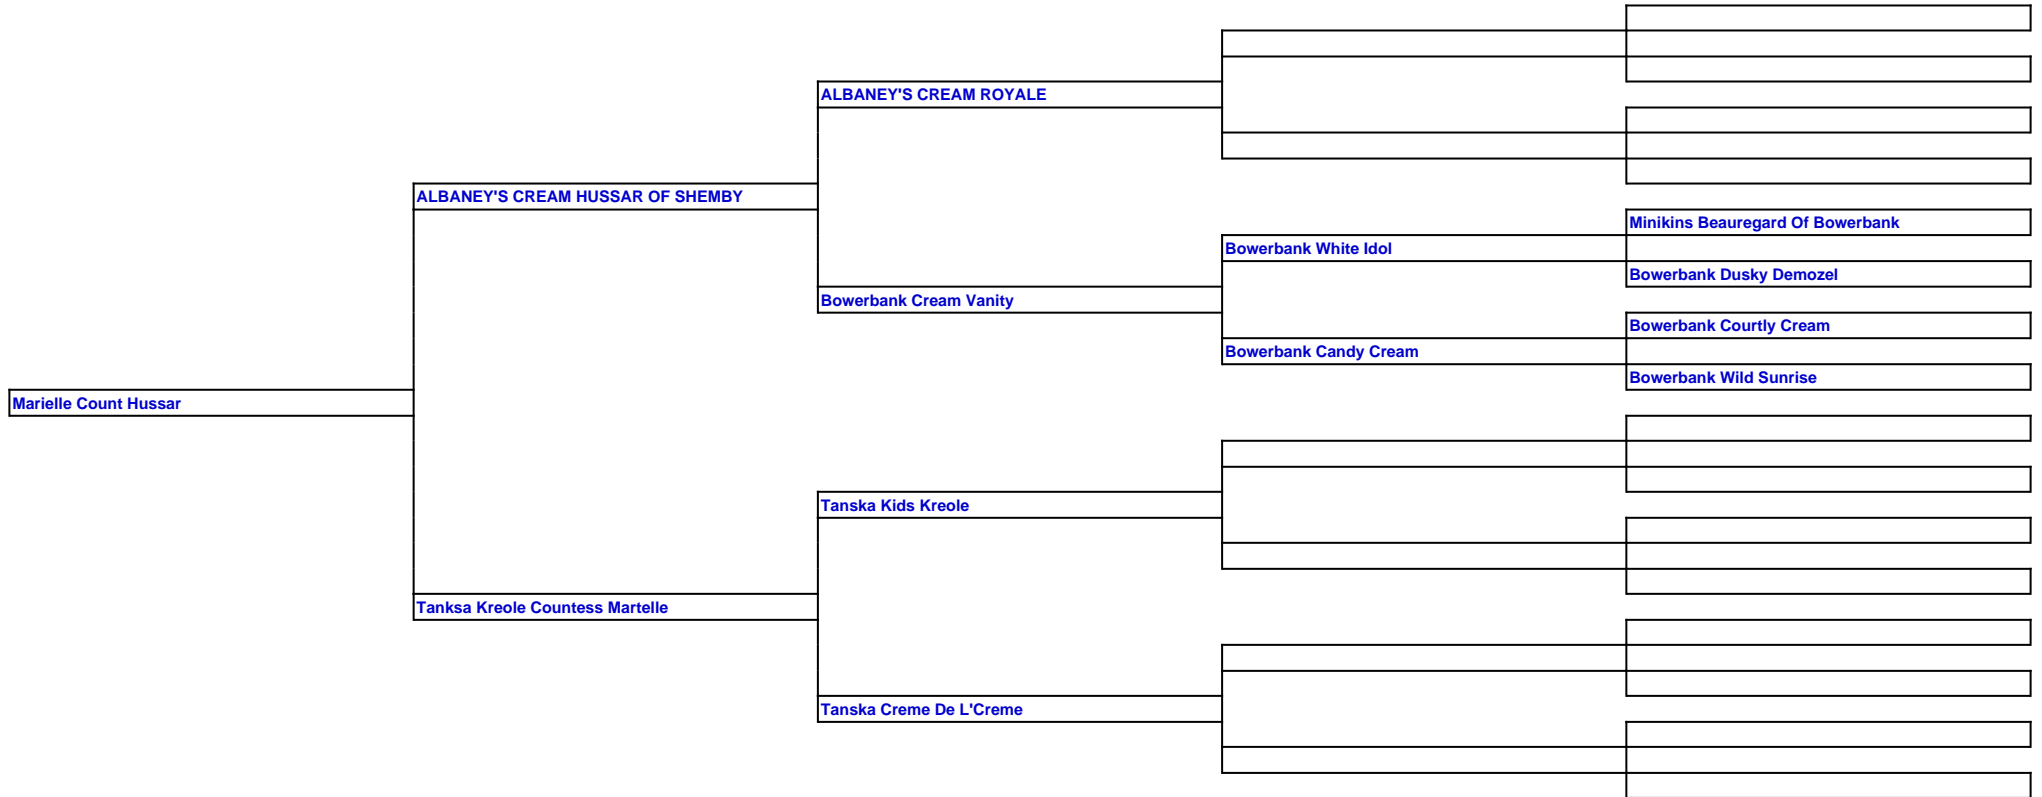 ALBANEY'S CREAM ROYALE
ALBANEY'S CREAM HUSSAR OF SHEMBY
Minikins Beauregard Of Bowerbank
Bowerbank White Idol
Bowerbank Dusky Demozel
Bowerbank Cream Vanity
Bowerbank Courtly Cream
Bowerbank Candy Cream
Bowerbank Wild Sunrise
Marielle Count Hussar
Tanska Kids Kreole
Tanksa Kreole Countess Martelle
Tanska Creme De L'Creme